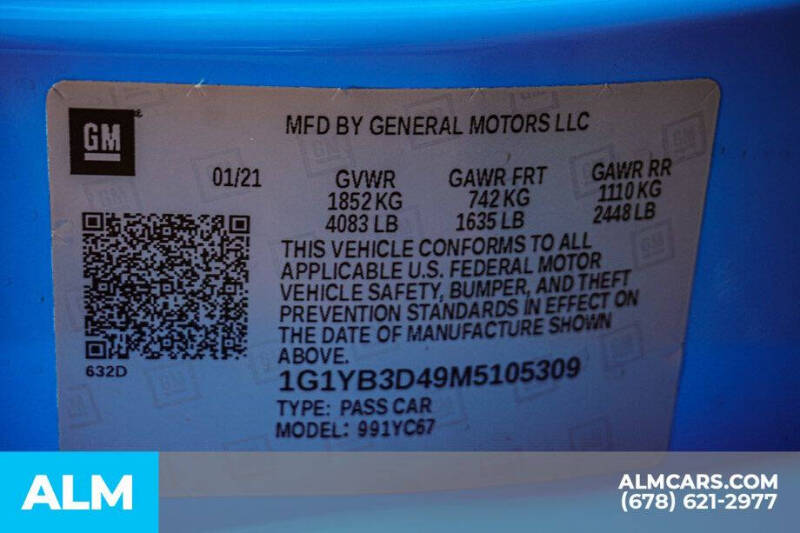 GM
MFD BY GENERAL MOTORS LLC
01/21
GVWR
1852 KG
4083 LB
GAWR FRT
742 KG
1635 LB
GAWR RR
1110 KG
2448 LB
THIS VEHICLE CONFORMS TO ALL
APPLICABLE U.S. FEDERAL MOTOR
VEHICLE SAFETY, BUMPER, AND THEFT
PREVENTION STANDARDS IN EFFECT ON
THE DATE OF MANUFACTURE SHOWN
ABOVE.
632D
1G1YB3D49M5105309
TYPE: PASS CAR
MODEL: 991YC67
ALM
ALMCARS.COM
(678) 621-2977